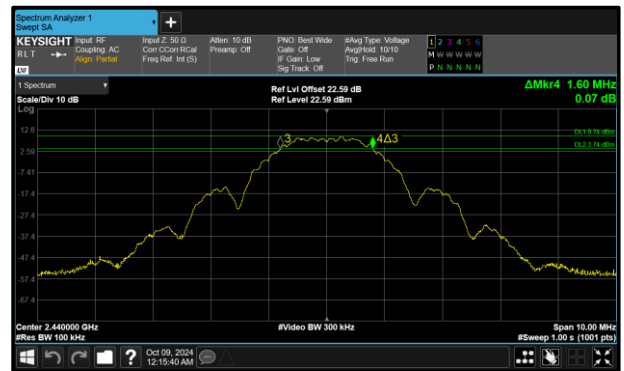 Spectrum Analyzer 1
Swept SA
+
KEYSIGHT Input: RF
R L T Coupling: AC
Align: Partial
Input Z: 50 Ω
Corr CCorr RCal
Freq Ref: Int (S)
Atten: 10 dB
Preamp: Off
PNO: Best Wide
Gate: Off
IF Gain: Low
Sig Track: Off
#Avg Type: Voltage
Avg|Hold: 10/10
Trig: Free Run
1 2 3 4 5 6
M W W W W W
P N N N N N
1 Spectrum
Scale/Div 10 dB
Log
Ref Lvl Offset 22.59 dB
Ref Level 22.59 dBm
ΔMkr4 1.60 MHz
0.07 dB
12.6
2.59
-7.41
-17.4
-27.4
-37.4
-47.4
-57.4
-67.4
3
4Δ3
DL1 9.74 dBm
DL2 3.74 dBm
Center 2.440000 GHz
#Res BW 100 kHz
#Video BW 300 kHz
Span 10.00 MHz
#Sweep 1.00 s (1001 pts)
?
Oct 09, 2024
12:15:40 AM